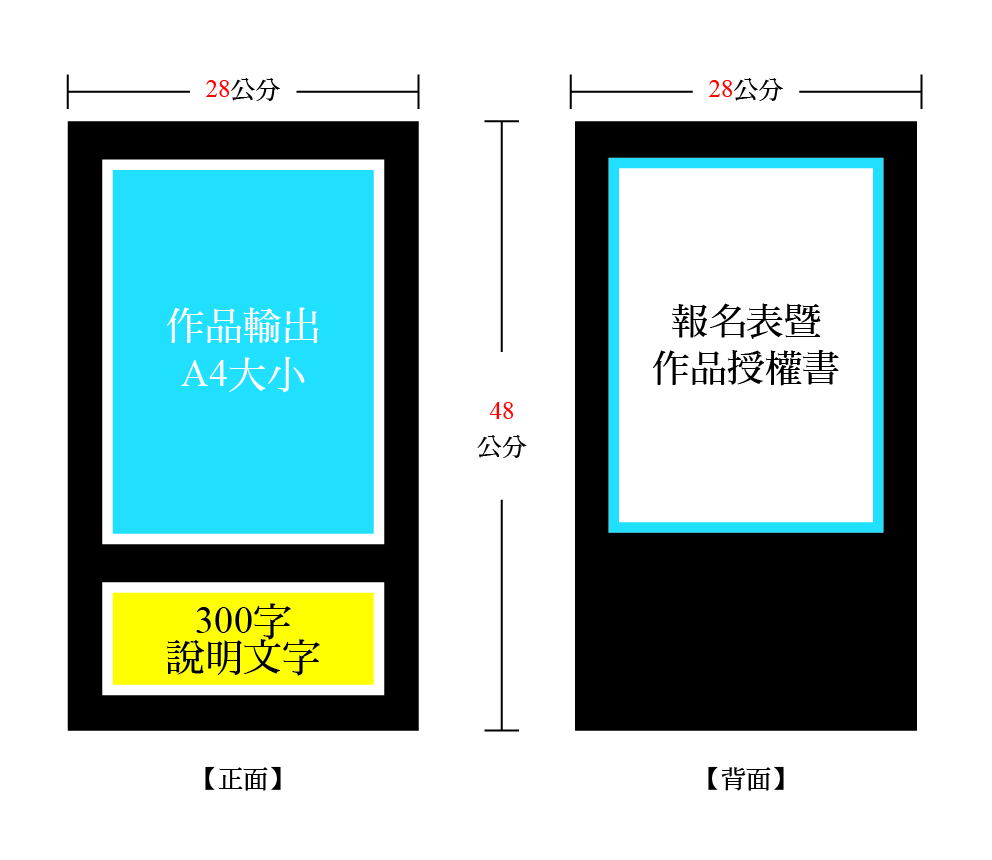 28公分
28公分
作品輸出
A4大小
48
公分
報名表暨
作品授權書
300字
說明文字
【正面】
【背面】